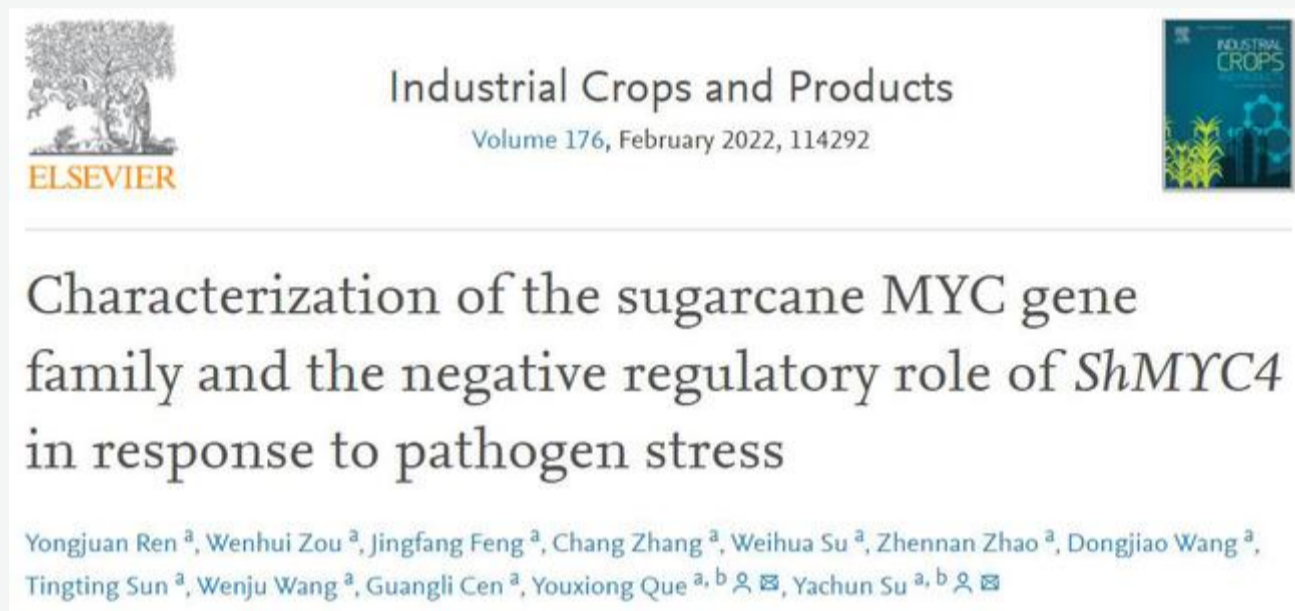 ELSEVIER
Industrial Crops and Products
Volume 176, February 2022, 114292
INDUSTRIAL
CROPS
Characterization of the sugarcane MYC gene
family and the negative regulatory role of ShMYC4
in response to pathogen stress
Yongjuan Ren a, Wenhui Zou a, Jingfang Feng a, Chang Zhang a, Weihua Su a, Zhennan Zhao a, Dongjiao Wang a,
Tingting Sun a, Wenju Wang a, Guangli Cen a, Youxiong Que a, b, Yachun Su a, b